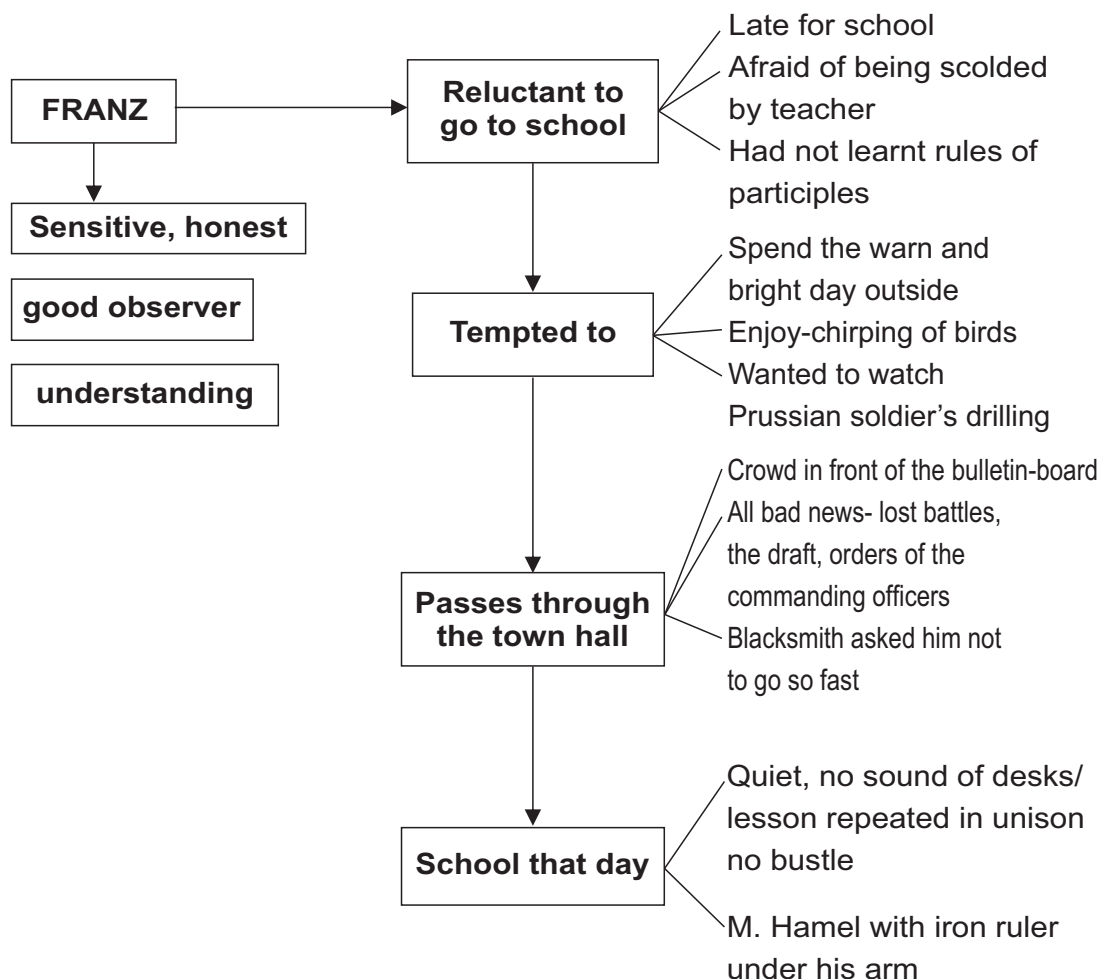 FRANZ
Sensitive, honest
good observer
understanding
Reluctant to
go to school
Late for school
Afraid of being scolded
by teacher
Had not learnt rules of
participles
Tempted to
Spend the warn and
bright day outside
Enjoy-chirping of birds
Wanted to watch
Prussian soldier's drilling
Passes through
the town hall
Crowd in front of the bulletin-board
All bad news- lost battles,
the draft, orders of the
commanding officers
Blacksmith asked him not
to go so fast
School that day
Quiet, no sound of desks/
lesson repeated in unison
no bustle
M. Hamel with iron ruler
under his arm